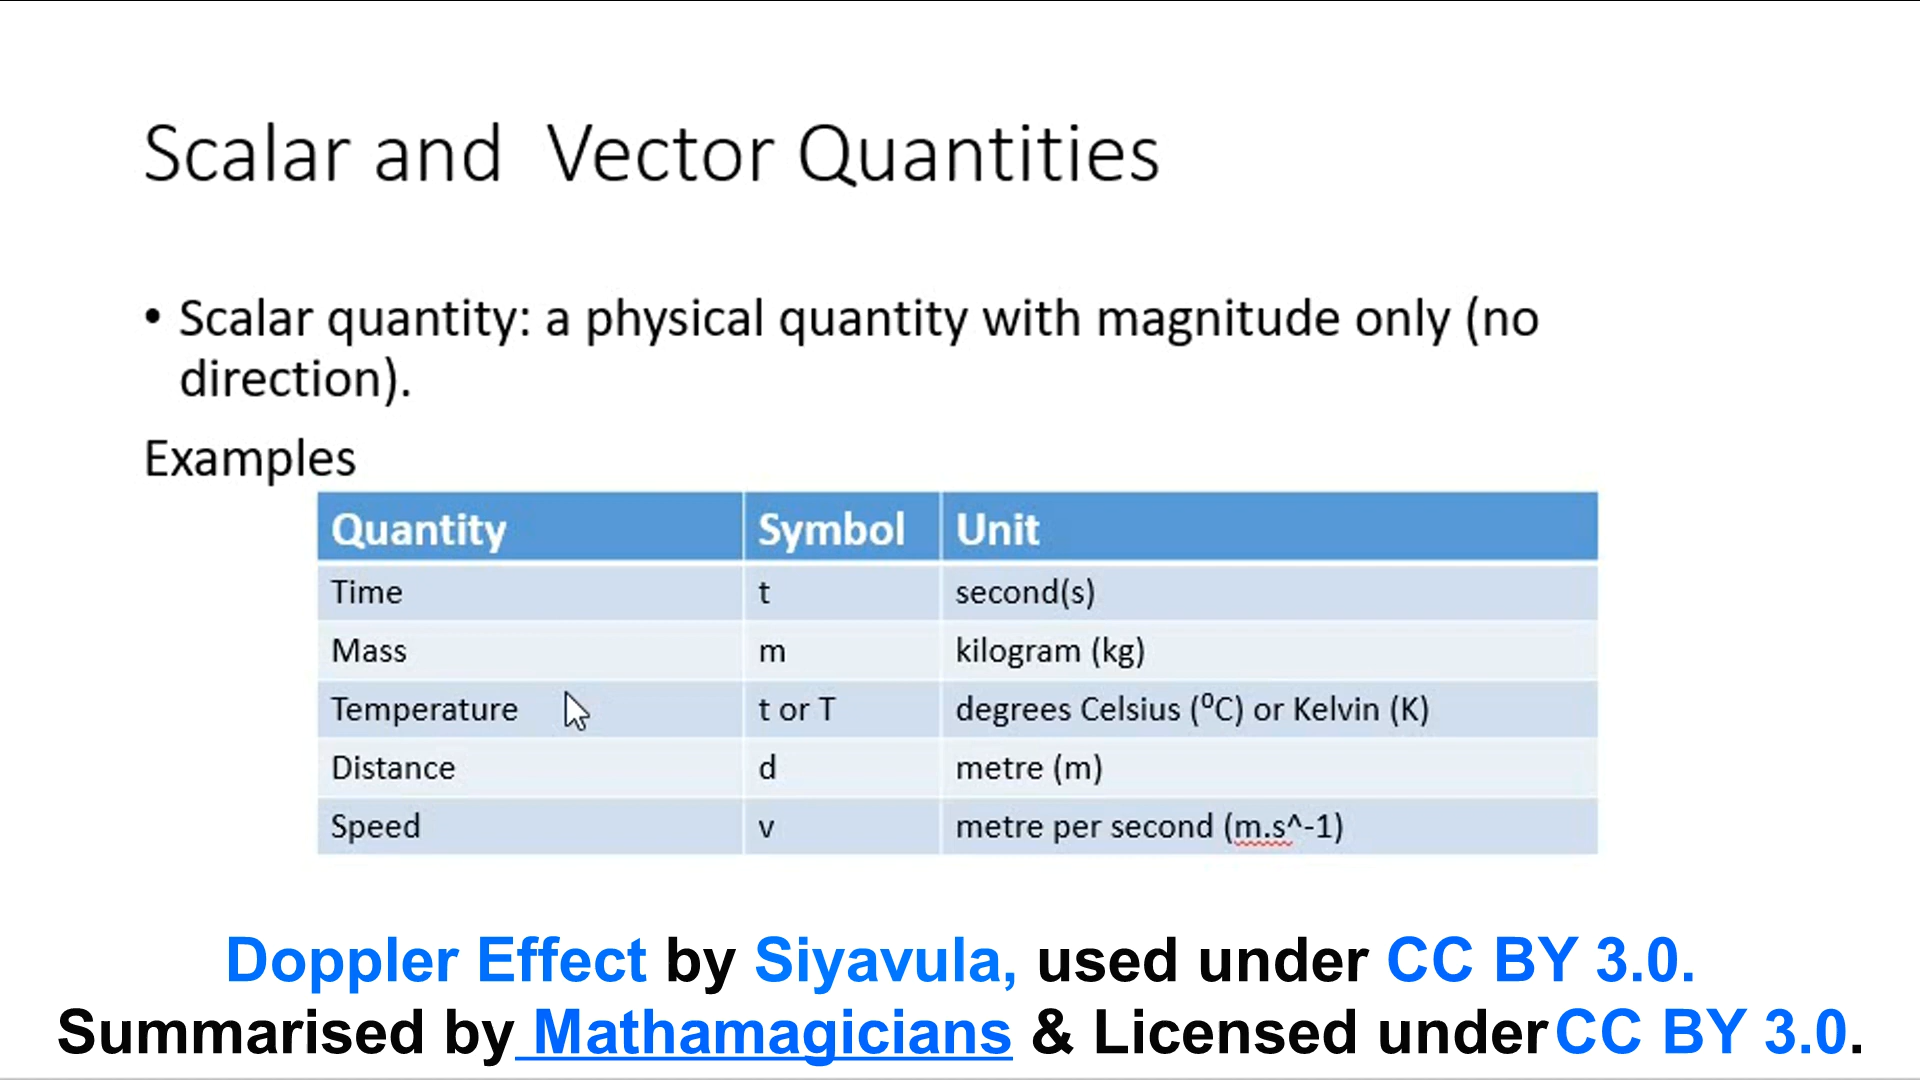 Scalar and Vector Quantities
• Scalar quantity: a physical quantity with magnitude only (no
direction).
Examples
Quantity Symbol Unit
Time t second(s)
Mass m kilogram (kg)
Temperature t or T degrees Celsius (⁰C) or Kelvin (K)
Distance d metre (m)
Speed v metre per second (m.s^-1)
Doppler Effect by Siyavula, used under CC BY 3.0.
Summarised by Mathamagicians & Licensed under CC BY 3.0.